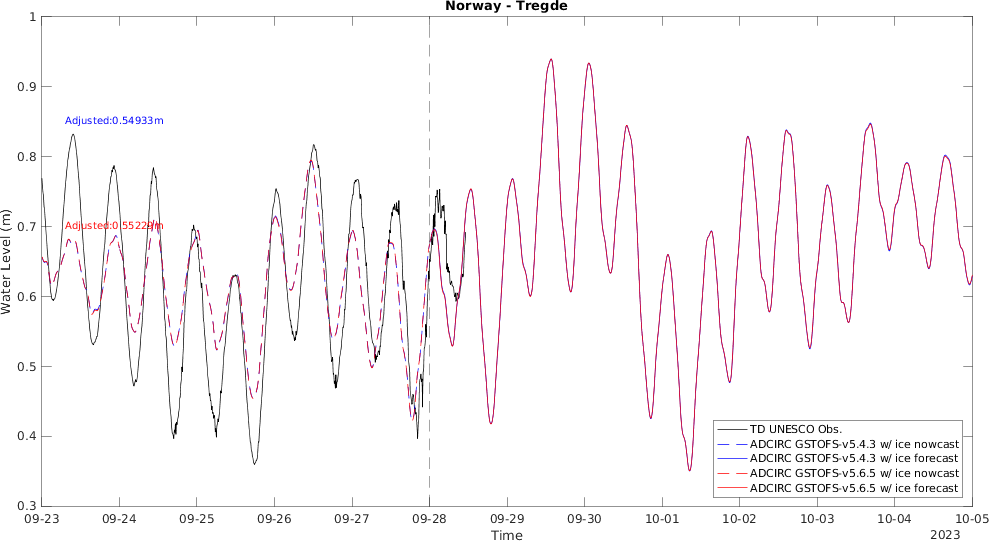 Norway - Tregde
1
0.9
0.8
0.7
0.6
0.5
0.4
0.3
Water Level (m)
Adjusted:0.54933m
Adjusted:0.55229m
TD UNESCO Obs.
ADCIRC GSTOFS-v5.4.3 w/ ice nowcast
ADCIRC GSTOFS-v5.4.3 w/ ice forecast
ADCIRC GSTOFS-v5.6.5 w/ ice nowcast
ADCIRC GSTOFS-v5.6.5 w/ ice forecast
09-23 09-24 09-25 09-26 09-27 09-28 09-29 09-30 10-01 10-02 10-03 10-04 10-05
Time
2023